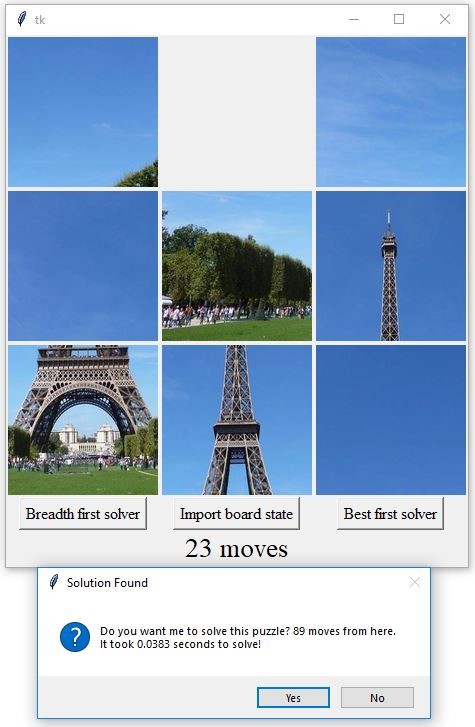 tk
Breadth first solver
Import board state
Best first solver
23 moves
Solution Found
Do you want me to solve this puzzle? 89 moves from here.
It took 0.0383 seconds to solve!
Yes
No